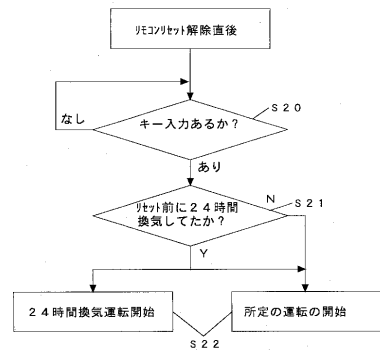 ﾘﾓｺﾝﾘｾｯﾄ解除直後
キー入力あるか？
S20
なし
あり
ﾘｾｯﾄ前に２４時間
換気してたか？
N
S21
Y
２４時間換気運転開始
所定の運転の開始
S22